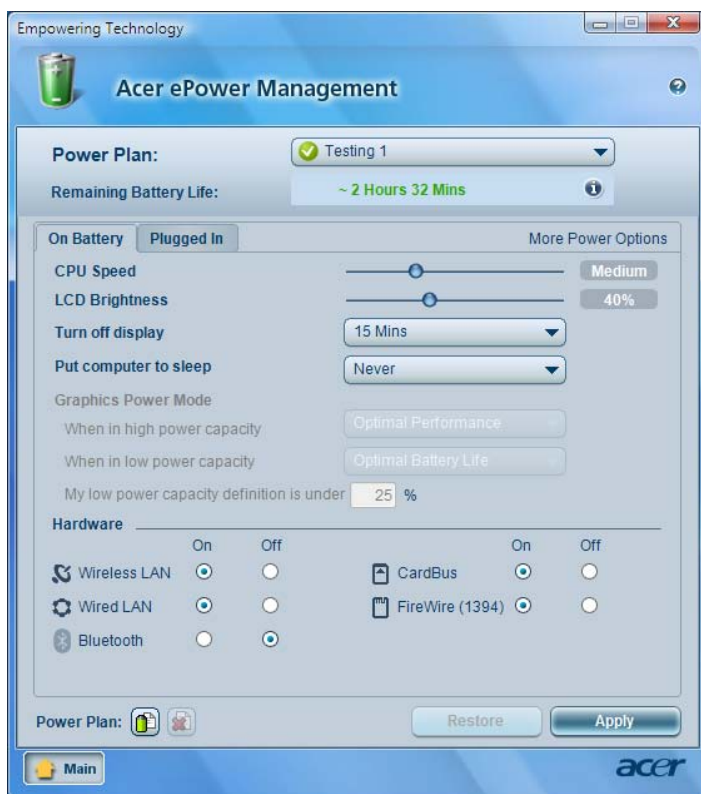 Empowering Technology
Acer ePower Management
Power Plan: Testing 1
Remaining Battery Life: ~ 2 Hours 32 Mins
On Battery Plugged In More Power Options
CPU Speed Medium
LCD Brightness 40%
Turn off display 15 Mins
Put computer to sleep Never
Graphics Power Mode
When in high power capacity Optimal Performance
When in low power capacity Optimal Battery Life
My low power capacity definition is under 25 %
Hardware
On Off On Off
Wireless LAN CardBus
Wired LAN FireWire (1394)
Bluetooth
Power Plan: Restore Apply
Main acer